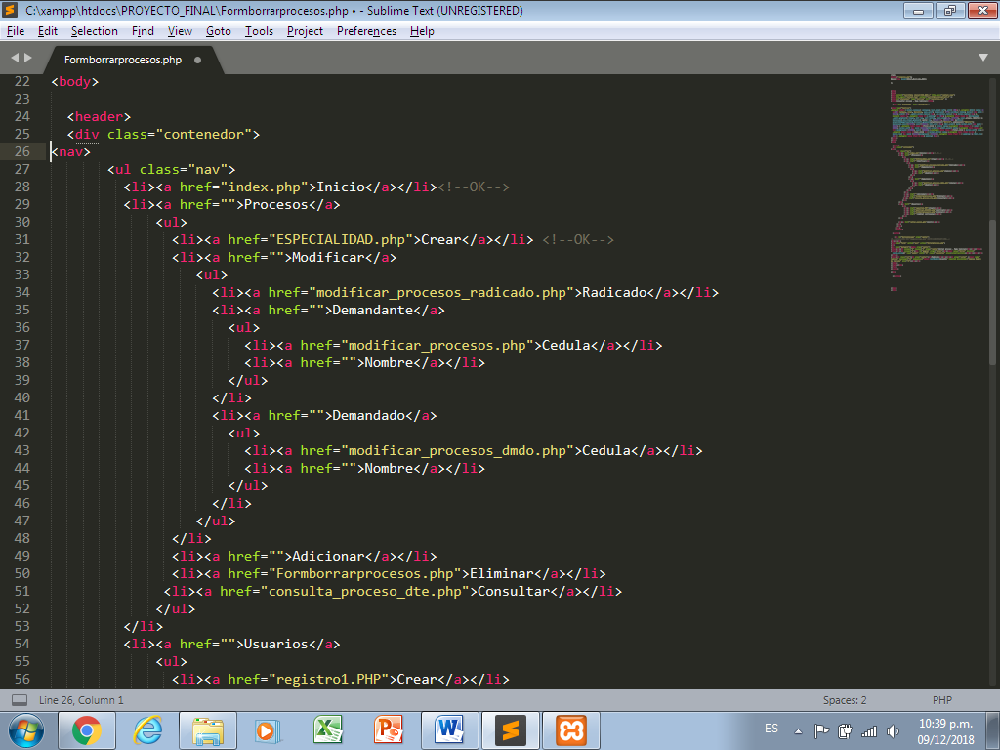 C:\xampp\htdocs\PROYECTO_FINAL\Formborrarprocesos.php • - Sublime Text (UNREGISTERED)
File Edit Selection Find View Goto Tools Project Preferences Help
Formborrarprocesos.php
22 <body>
23
24 <header>
25 <div class="contenedor">
26 <nav>
27 <ul class="nav">
28 <li><a href="index.php">Inicio</a></li><!--OK-->
29 <li><a href="">Procesos</a>
30 <ul>
31 <li><a href="ESPECIALIDAD.php">Crear</a></li> <!--OK-->
32 <li><a href="">Modificar</a>
33 <ul>
34 <li><a href="modificar_procesos_radicado.php">Radicado</a></li>
35 <li><a href="">Demandante</a>
36 <ul>
37 <li><a href="modificar_procesos.php">Cedula</a></li>
38 <li><a href="">Nombre</a></li>
39 </ul>
40 </li>
41 <li><a href="">Demandado</a>
42 <ul>
43 <li><a href="modificar_procesos_dmdo.php">Cedula</a></li>
44 <li><a href="">Nombre</a></li>
45 </ul>
46 </li>
47 </ul>
48 </li>
49 <li><a href="">Adicionar</a></li>
50 <li><a href="Formborrarprocesos.php">Eliminar</a></li>
51 <li><a href="consulta_proceso_dte.php">Consultar</a></li>
52 </ul>
53 </li>
54 <li><a href="">Usuarios</a>
55 <ul>
56 <li><a href="registro1.PHP">Crear</a></li>
Line 26, Column 1 Spaces: 2 PHP
ES 10:39 p.m.
09/12/2018